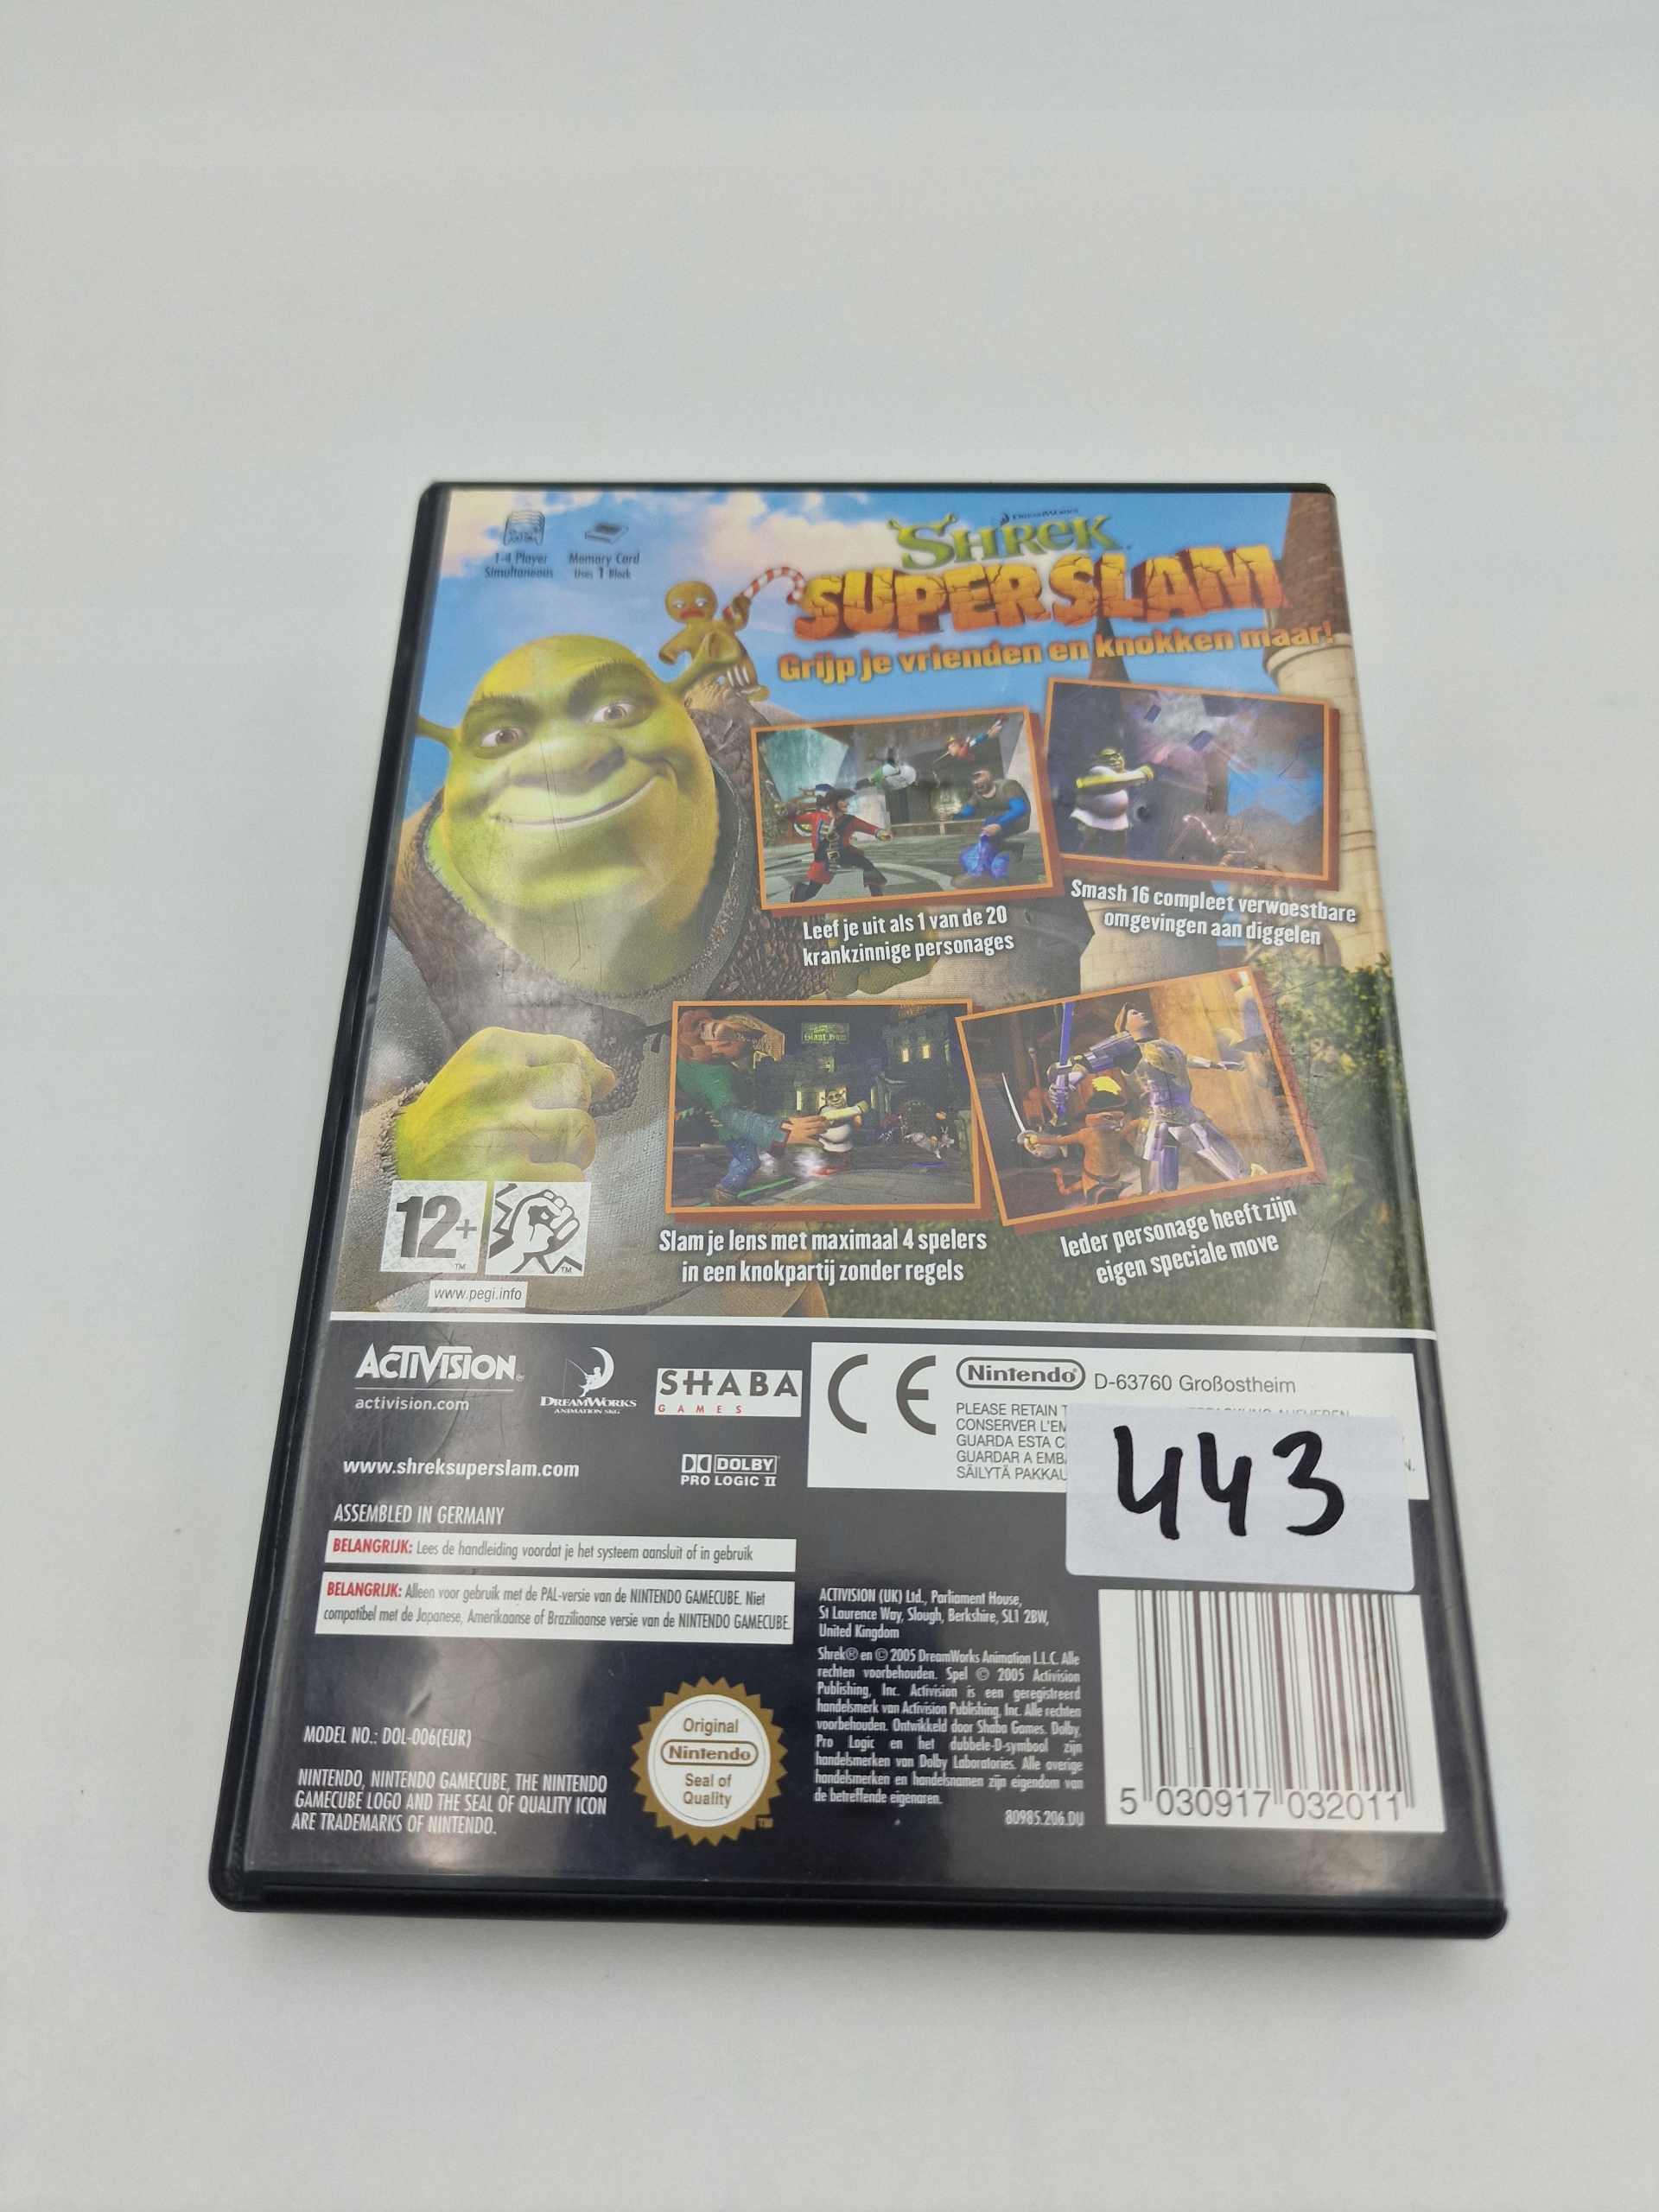 1-4 Player
Simultaneous
Memory Card
Uses 1 Block
DREAMWORKS
SHREK
SUPERSLAM
Grijp je vrienden en knokken maar!
Leef je uit als 1 van de 20
krankzinnige personages
Smash 16 compleet verwoestbare
omgevingen aan diggelen
Slam je lens met maximaal 4 spelers
in een knokpartij zonder regels
Ieder personage heeft zijn
eigen speciale move
12+ ™
™
www.pegi.info
ACTIVISION®
activision.com
DREAMWORKS
ANIMATION SKG
SHABA
GAMES
CE
Nintendo® D-63760 Großostheim
PLEASE RETAIN
CONSERVER
GUARDA ESTA
GUARDAR A
SÄILYTÄ
443
www.shreksuperslam.com
DOLBY
PRO LOGIC II
ASSEMBLED IN GERMANY
BELANGRIJK: Lees de handleiding voordat je het systeem aansluit of in gebruik
BELANGRIJK: Alleen voor gebruik met de PAL-versie van de NINTENDO GAMECUBE. Niet
compatibel met de Japanese, Amerikaanse of Braziliaanse versie van de NINTENDO GAMECUBE.
MODEL NO.: DOL-006(EUR)
NINTENDO, NINTENDO GAMECUBE, THE NINTENDO
GAMECUBE LOGO AND THE SEAL OF QUALITY ICON
ARE TRADEMARKS OF NINTENDO.
Original
Nintendo
Seal of
Quality
™
ACTIVISION (UK) Ltd., Parliament House,
St Laurence Way, Slough, Berkshire, SL1 2BW,
United Kingdom
Shrek® en © 2005 DreamWorks Animation L.L.C. Alle
rechten voorbehouden. Spel © 2005 Activision
Publishing, Inc. Activision is een geregistreerd
handelsmerk van Activision Publishing, Inc. Alle rechten
voorbehouden. Ontwikkeld door Shaba Games. Dolby,
Pro Logic en het dubbele-D-symbool zijn
handelsmerken van Dolby Laboratories. Alle overige
handelsmerken en handelsnamen zijn eigendom van
de betreffende eigenaren.
80985.206.DU
5 030917 032011